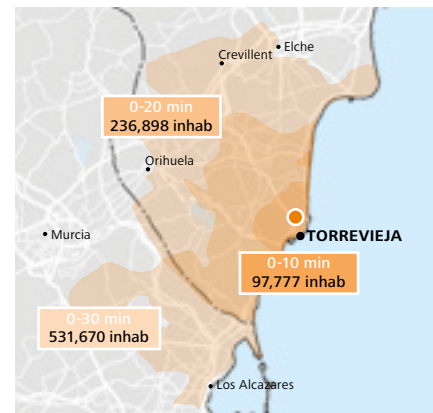 Elche
Crevillent
0-20 min
236,898 inhab
Orihuela
Murcia
TORREVIEJA
0-10 min
97,777 inhab
0-30 min
531,670 inhab
Los Alcazares